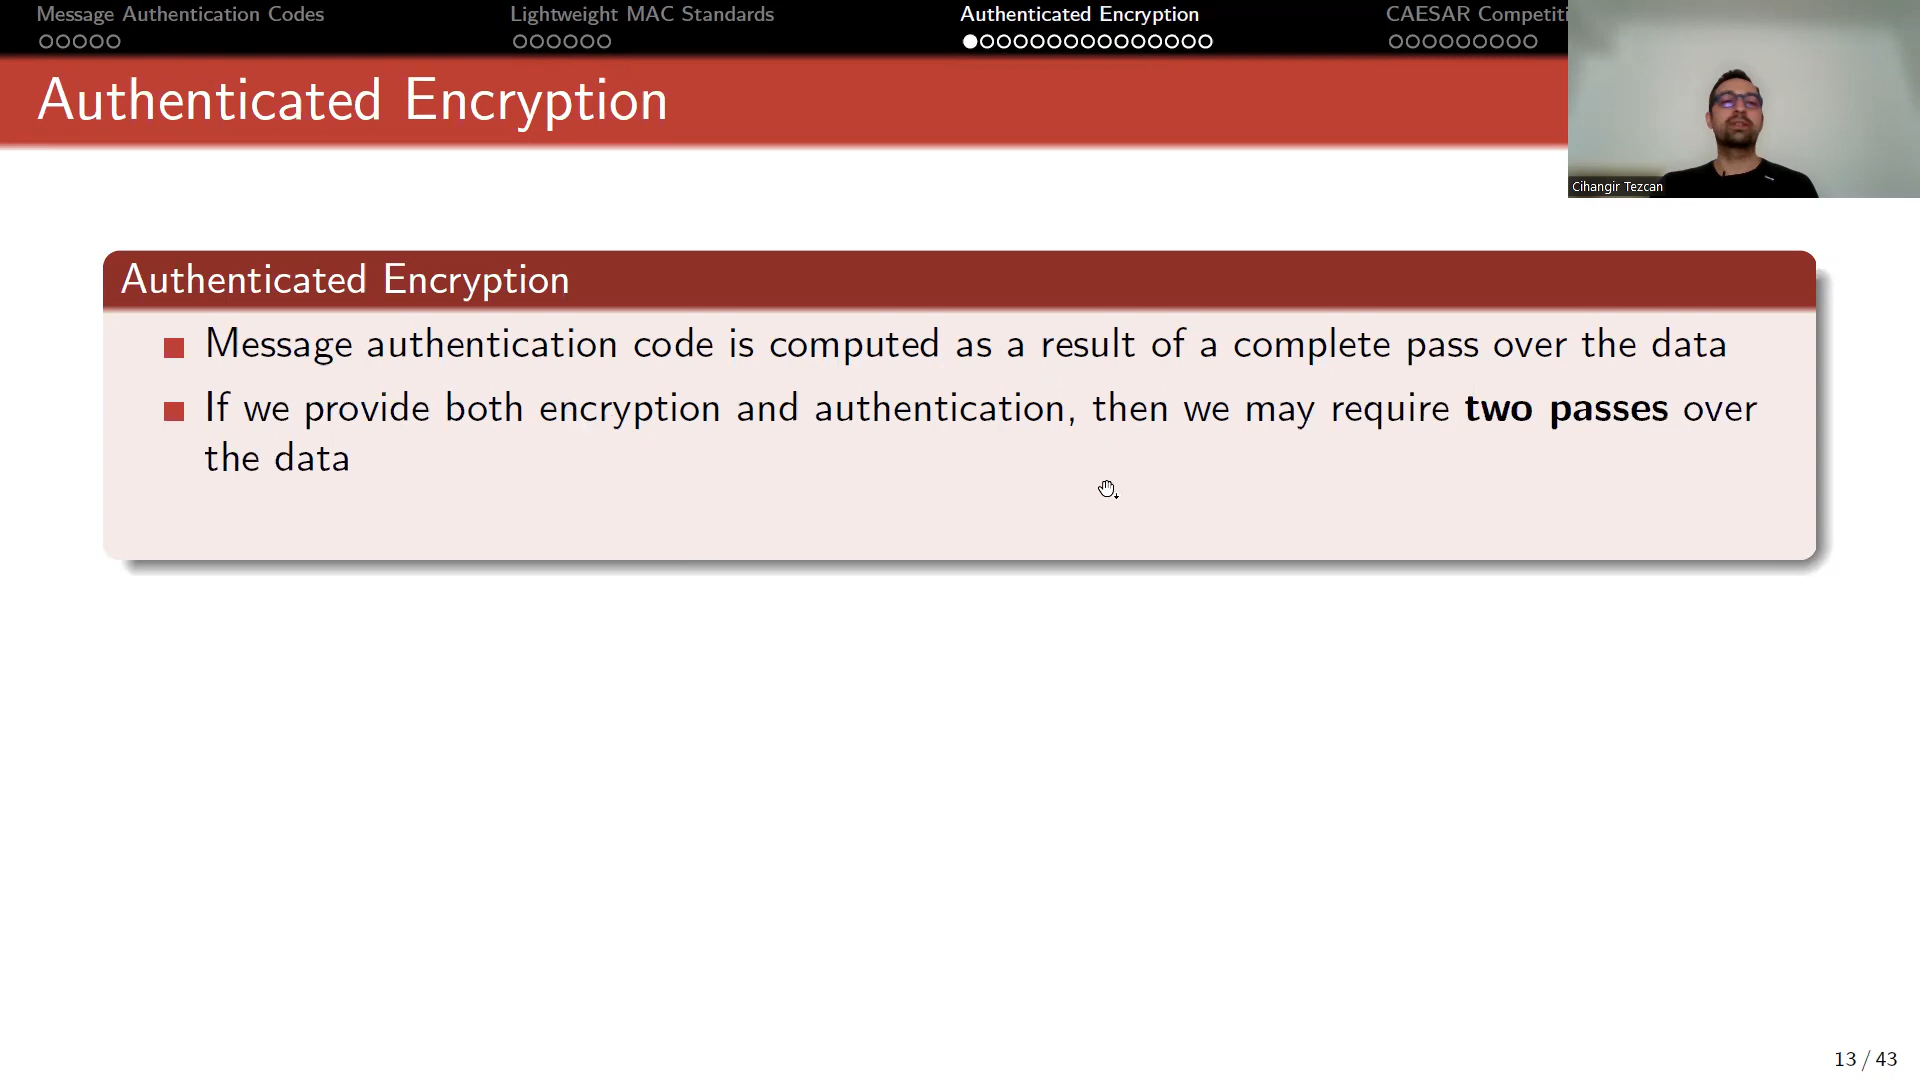 Message Authentication Codes
Lightweight MAC Standards
Authenticated Encryption
CAESAR Competiti
Authenticated Encryption
Cihangir Tezcan
Authenticated Encryption
Message authentication code is computed as a result of a complete pass over the data
If we provide both encryption and authentication, then we may require two passes over
the data
13 / 43